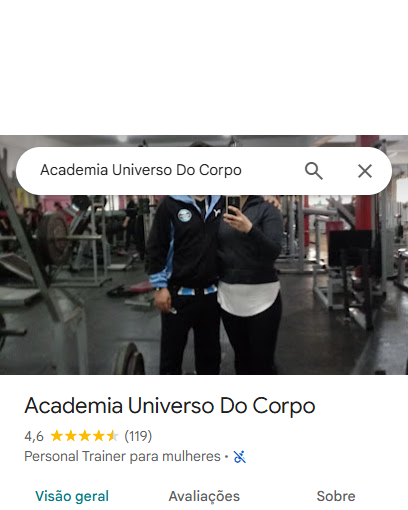 Academia Universo Do Corpo
Academia Universo Do Corpo
4,6 (119)
Personal Trainer para mulheres ·
Visão geral Avaliações Sobre